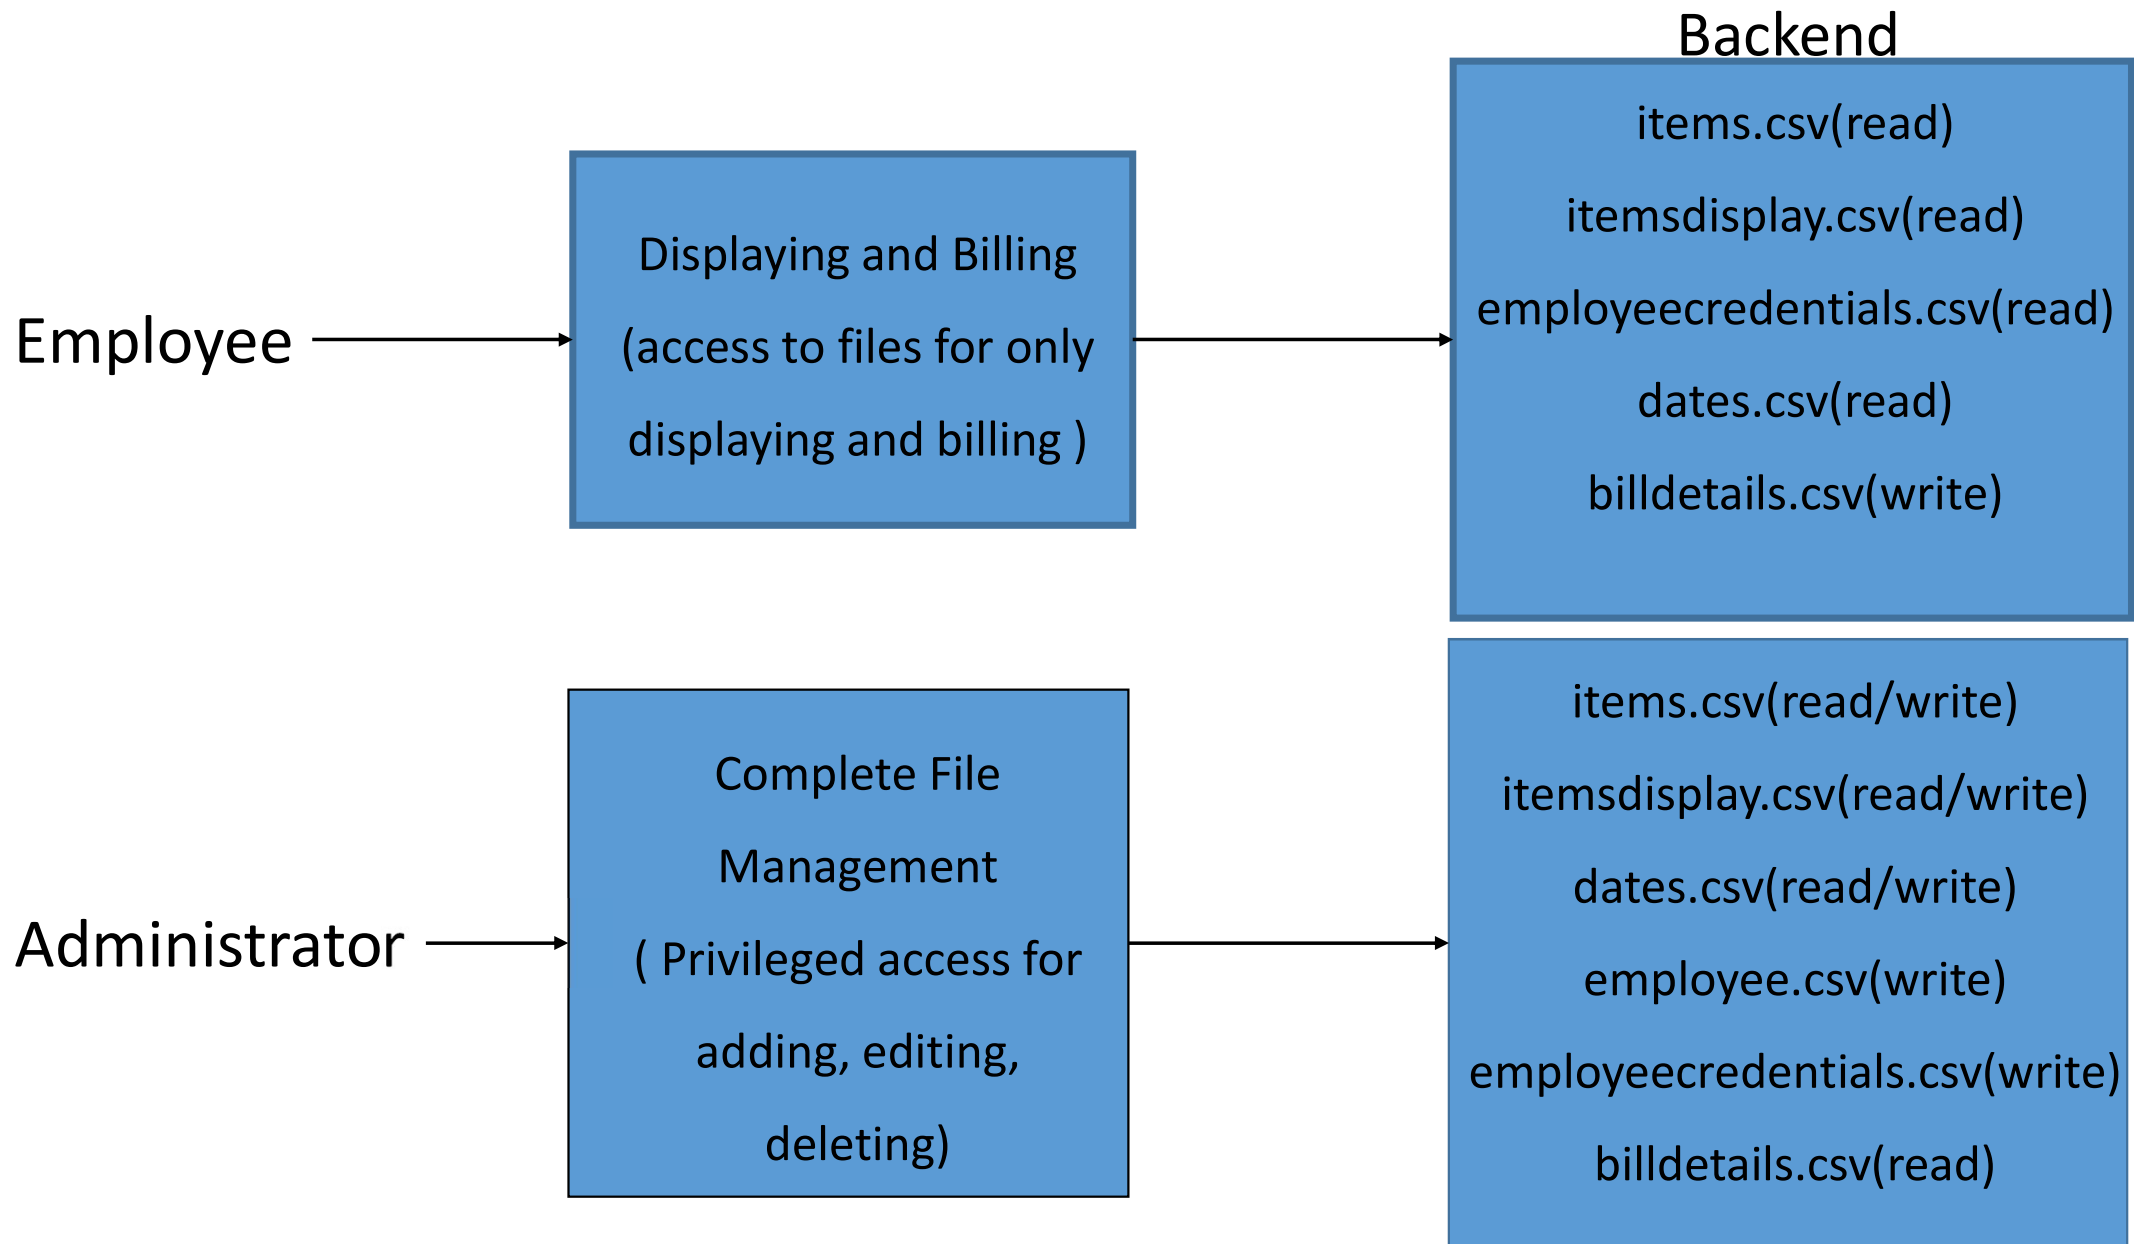 Backend
Employee
Displaying and Billing
(access to files for only
displaying and billing )
items.csv(read)
itemsdisplay.csv(read)
employeecredentials.csv(read)
dates.csv(read)
billdetails.csv(write)
Administrator
Complete File
Management
( Privileged access for
adding, editing,
deleting)
items.csv(read/write)
itemsdisplay.csv(read/write)
dates.csv(read/write)
employee.csv(write)
employeecredentials.csv(write)
billdetails.csv(read)